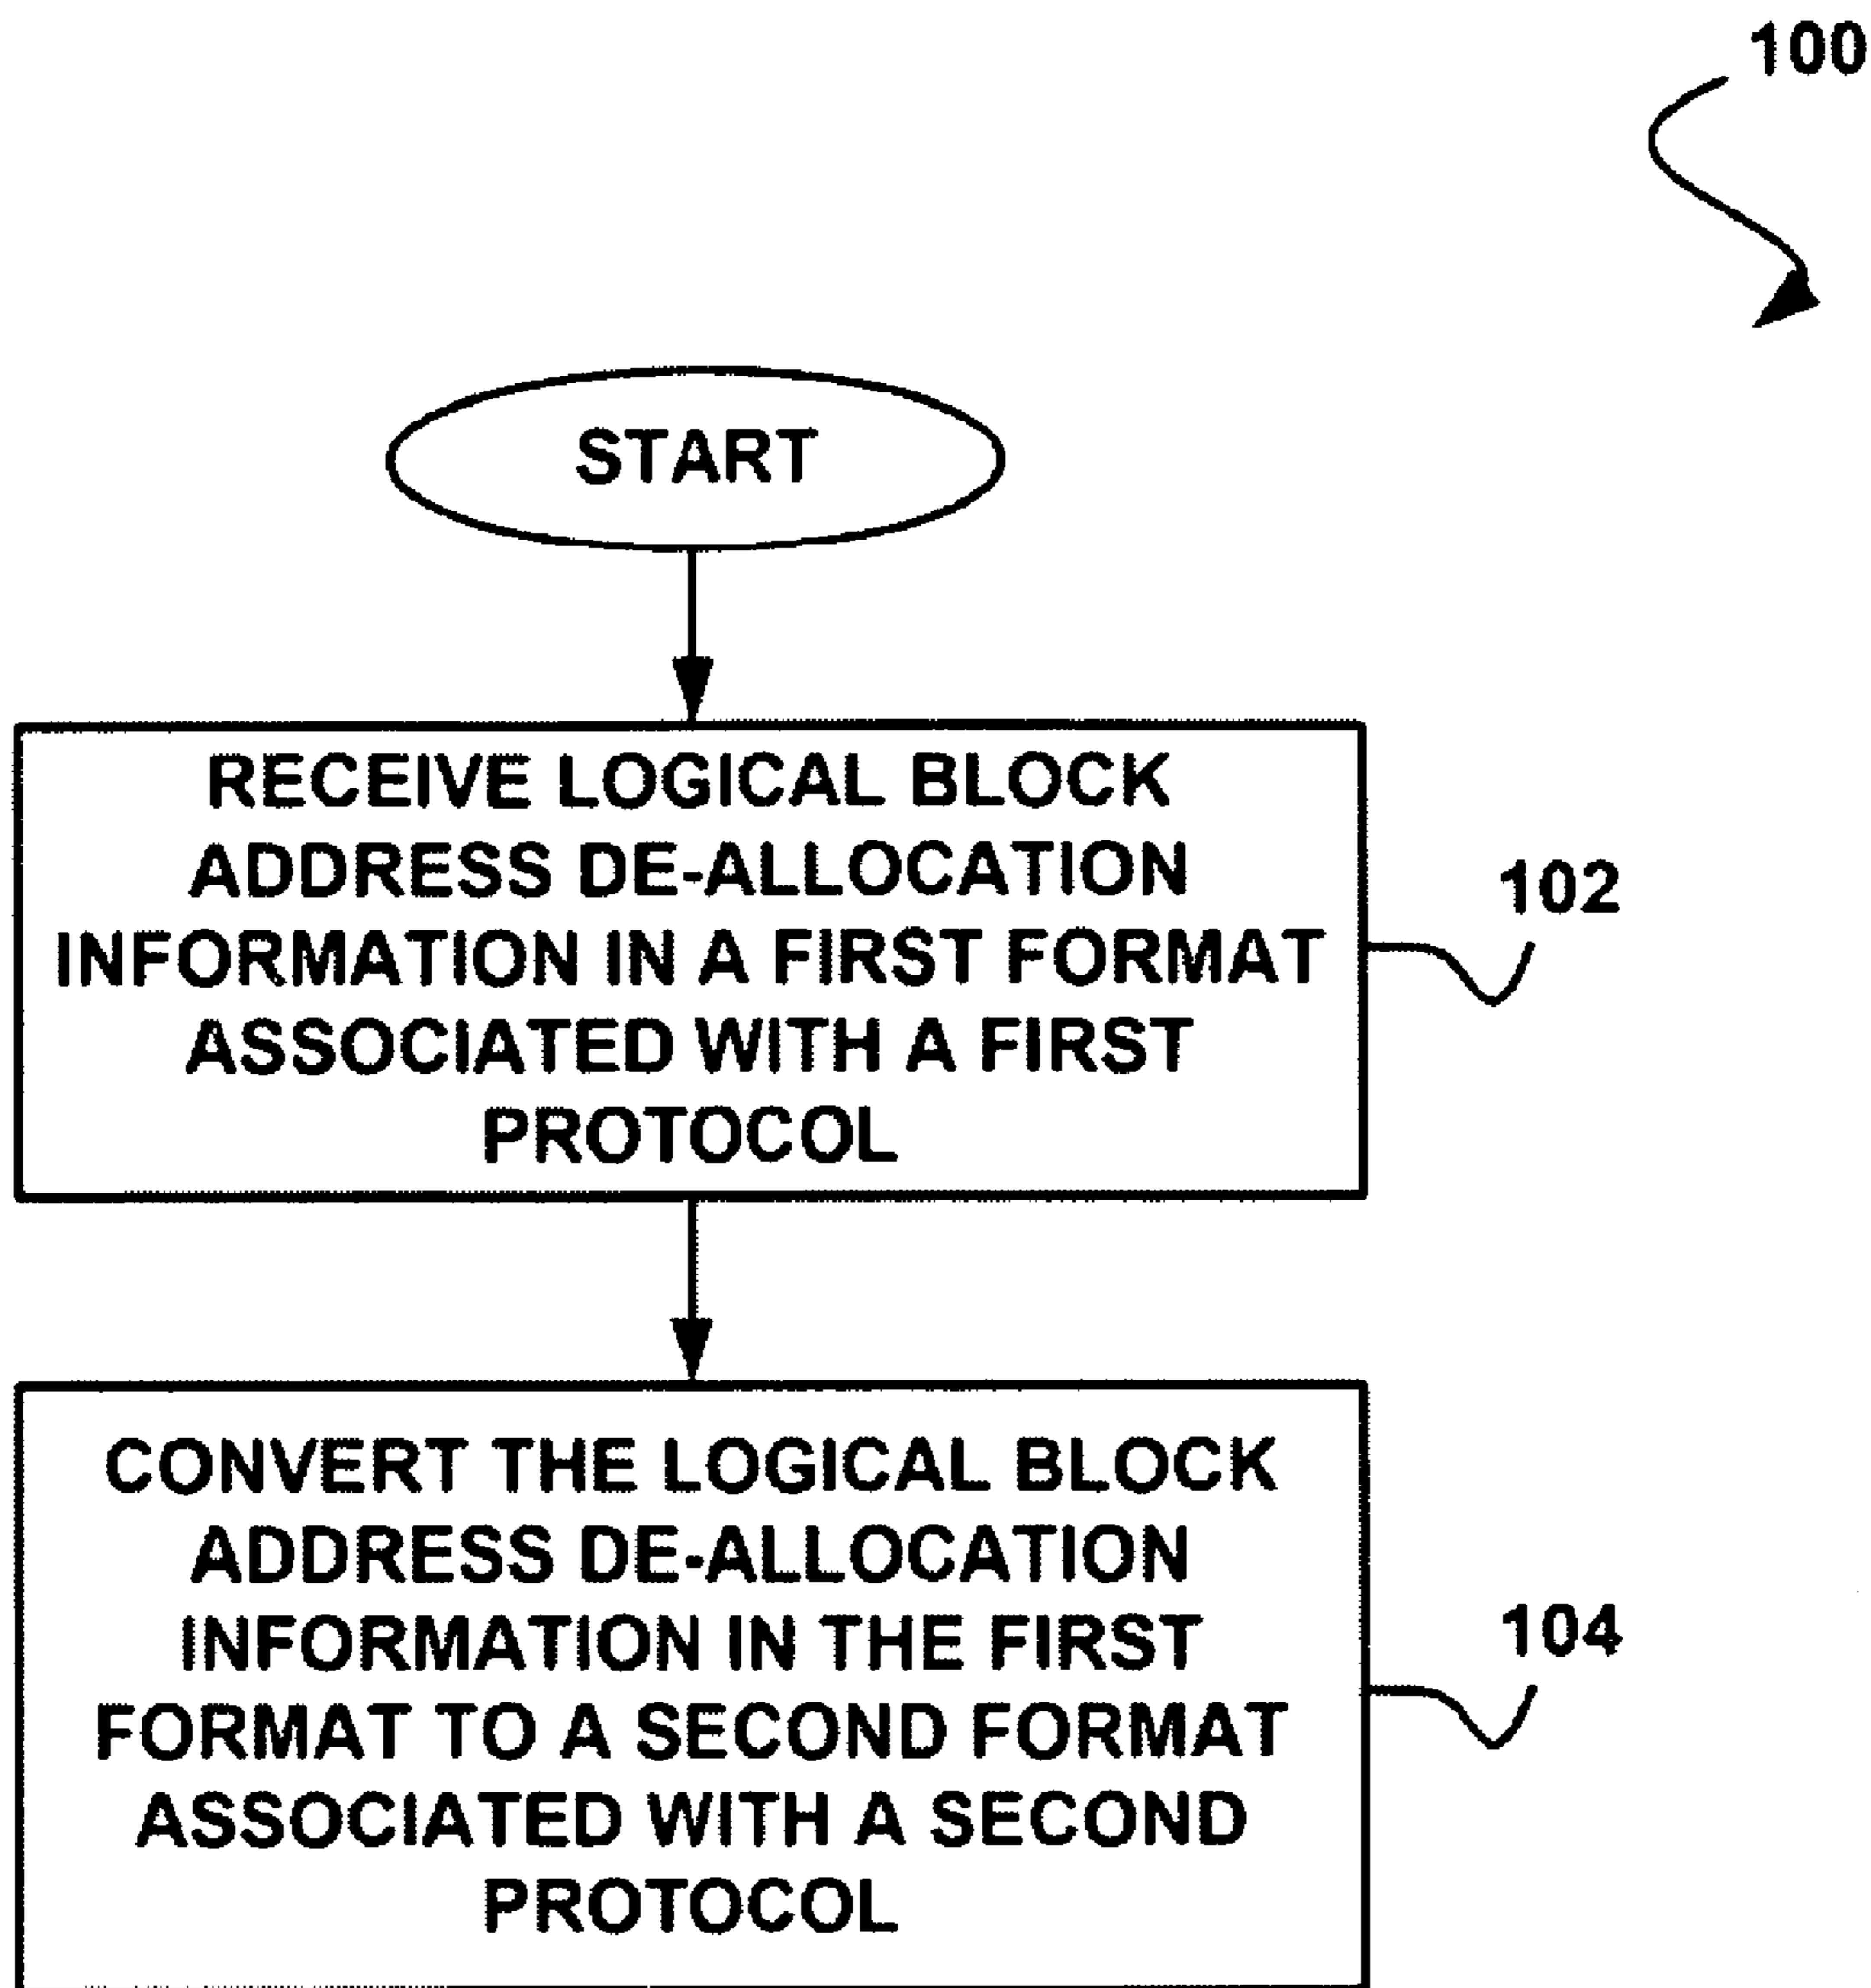 100
START
RECEIVE LOGICAL BLOCK
ADDRESS DE-ALLOCATION
INFORMATION IN A FIRST FORMAT
ASSOCIATED WITH A FIRST
PROTOCOL
102
CONVERT THE LOGICAL BLOCK
ADDRESS DE-ALLOCATION
INFORMATION IN THE FIRST
FORMAT TO A SECOND FORMAT
ASSOCIATED WITH A SECOND
PROTOCOL
104